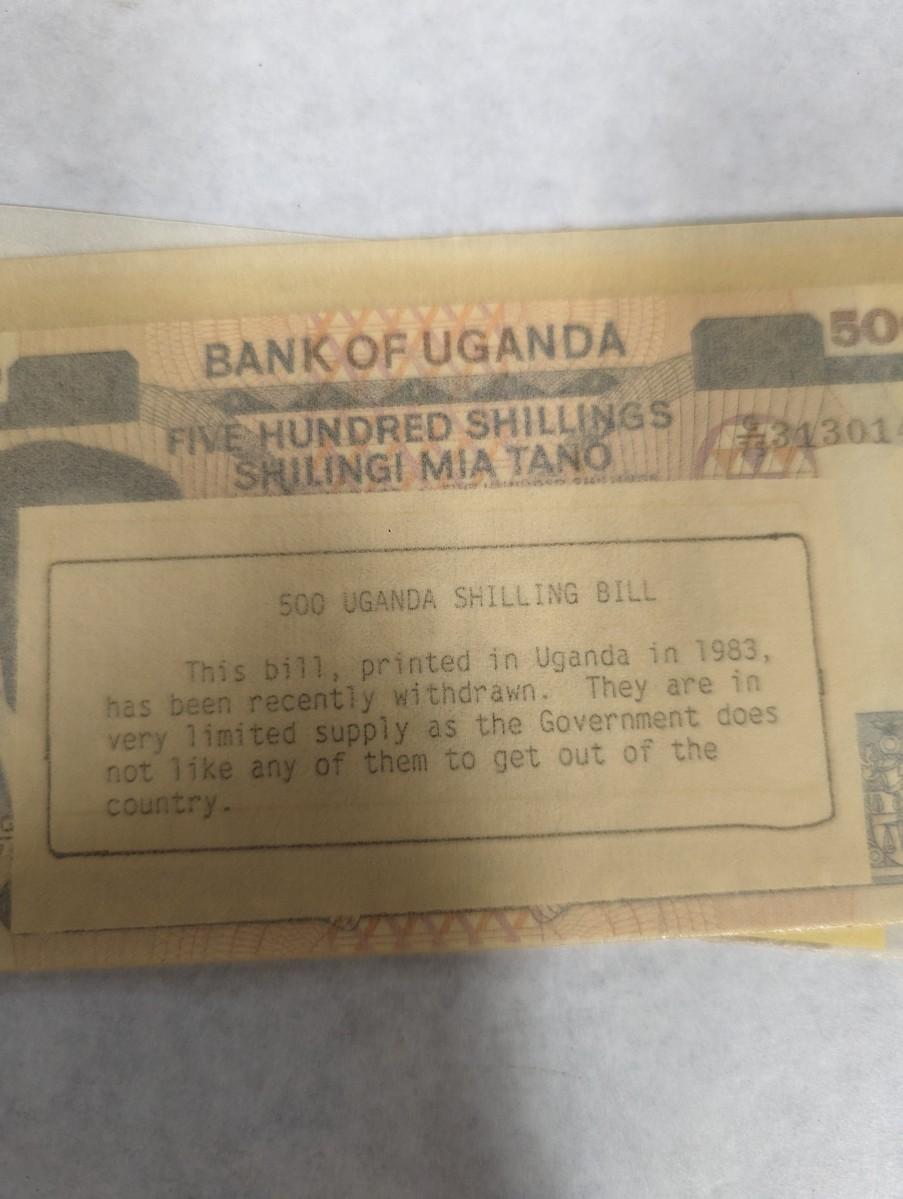 BANK OF UGANDA
50
FIVE HUNDRED SHILLINGS
SHILINGI MIA TANO
313014
500 UGANDA SHILLING BILL
This bill, printed in Uganda in 1983,
has been recently withdrawn. They are in
very limited supply as the Government does
not like any of them to get out of the
country.